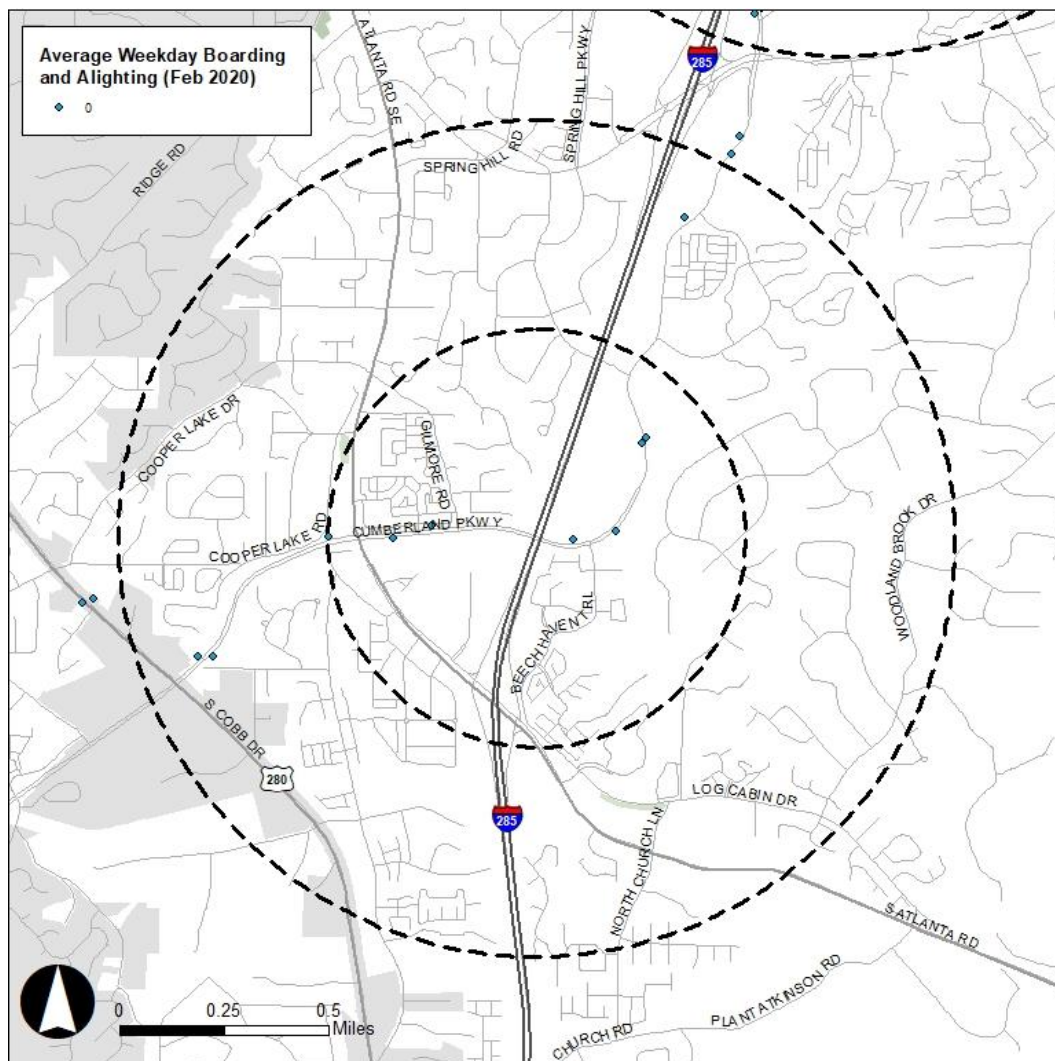 Average Weekday Boarding
and Alighting (Feb 2020)
0
ATLANTA RD SE
SPRING HILL PKWY
285
RIDGE RD
SPRING HILL RD
COOPER LAKE DR
GILMORE RD
CUMBERLAND PKWY
COOPER LAKE RD
WOODLAND BROOK DR
BEECH HAVEN TRL
S COBB DR
280
LOG CABIN DR
285
NORTH CHURCH LN
S ATLANTA RD
PLANT ATKINSON RD
CHURCH RD
0 0.25 0.5
Miles